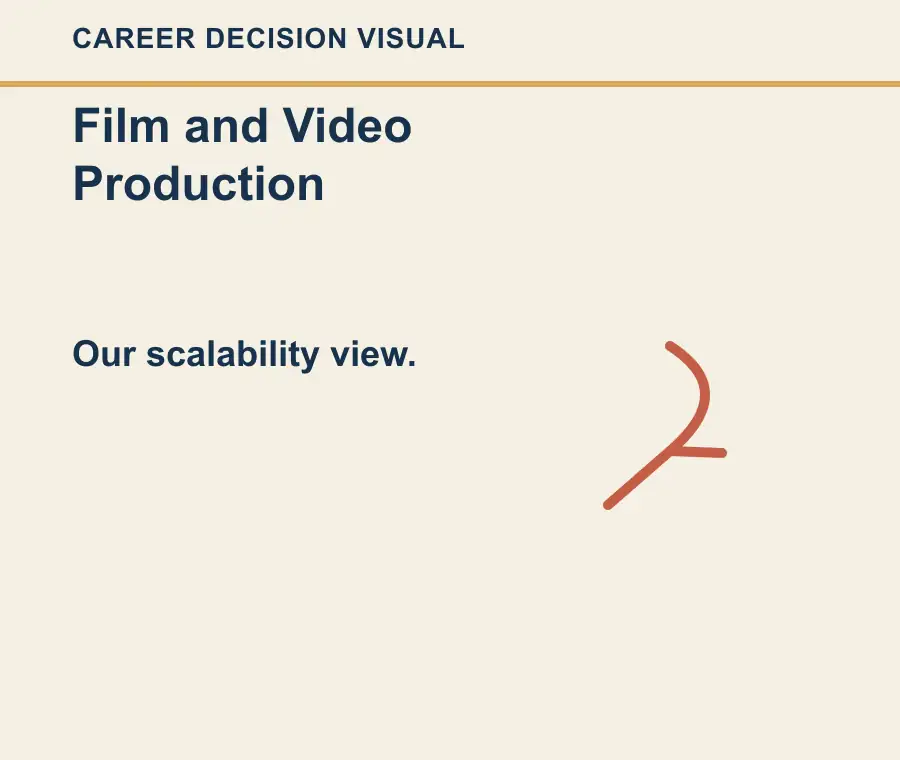 CAREER DECISION VISUAL
Film and Video
Production
Our scalability view.